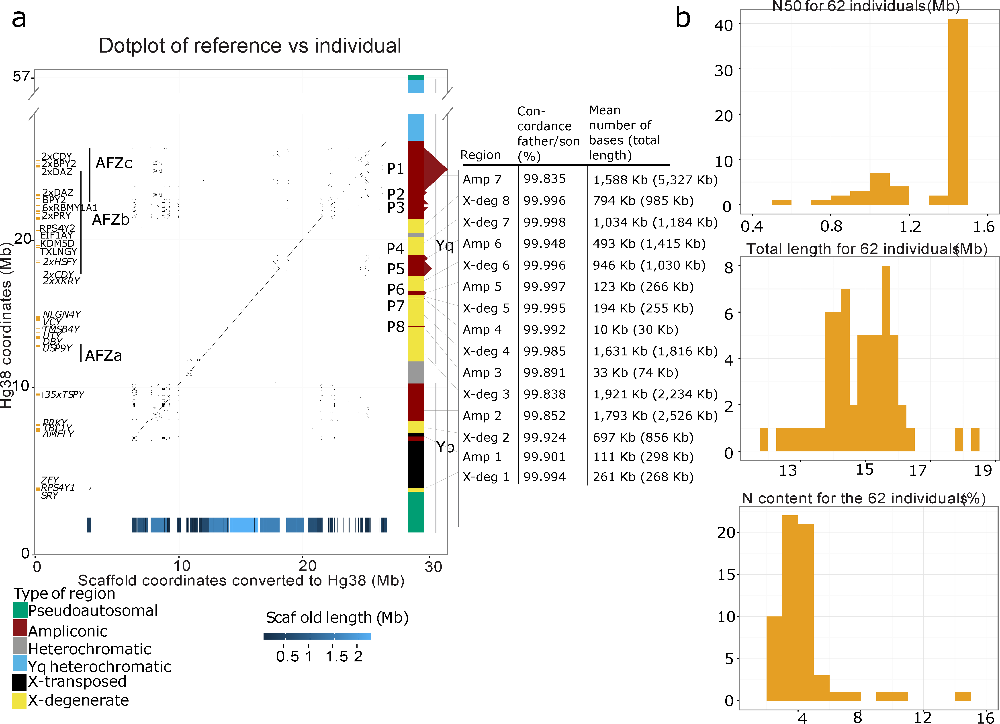 a
Dotplot of reference vs individual
57
20
10
0
Hg38 coordinates (Mb)
2xCDY
2xBPY2
2xDAZ
AFZc
2xDAZ
BPY2
6xRBMY1A1
2xPRY
AFZb
RPS4Y2
EIF1AY
KDM5D
TXLNGY
2xHSFY
2xCDY
2xXKRY
NLGN4Y
VCY
TMSB4Y
UTY
DBY
USP9Y
AFZa
35xTSPY
PRKY
TBL1Y
AMELY
ZFY
RPS4Y1
SRY
P1
P2
P3
P4
P5
P6
P7
P8
Yq
Yp
0
10
20
30
Scaffold coordinates converted to Hg38 (Mb)
Type of region
Pseudoautosomal
Ampliconic
Heterochromatic
Yq heterochromatic
X-transposed
X-degenerate
Scaf old length (Mb)
0.5 1 1.5 2
Region
Con-
cordance
father/son
(%)
Mean
number of
bases (total
length)
Amp 7 99.835 1,588 Kb (5,327 Kb)
X-deg 8 99.996 794 Kb (985 Kb)
X-deg 7 99.998 1,034 Kb (1,184 Kb)
Amp 6 99.948 493 Kb (1,415 Kb)
X-deg 6 99.996 946 Kb (1,030 Kb)
Amp 5 99.997 123 Kb (266 Kb)
X-deg 5 99.995 194 Kb (255 Kb)
Amp 4 99.992 10 Kb (30 Kb)
X-deg 4 99.985 1,631 Kb (1,816 Kb)
Amp 3 99.891 33 Kb (74 Kb)
X-deg 3 99.838 1,921 Kb (2,234 Kb)
Amp 2 99.852 1,793 Kb (2,526 Kb)
X-deg 2 99.924 697 Kb (856 Kb)
Amp 1 99.901 111 Kb (298 Kb)
X-deg 1 99.994 261 Kb (268 Kb)
b
N50 for 62 individuals(Mb)
40
30
20
10
0
0.4 0.8 1.2 1.6
Total length for 62 individuals(Mb)
8
6
4
2
0
13 15 17 19
N content for the 62 individuals(%)
20
15
10
5
0
4 8 12 16